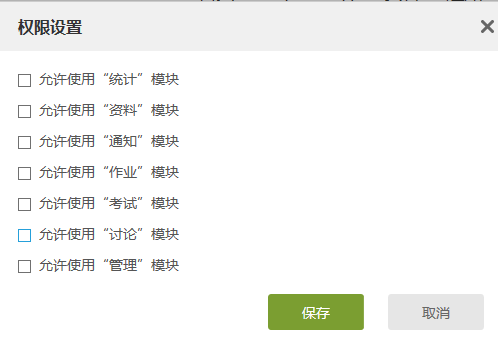 权限设置
允许使用“统计”模块
允许使用“资料”模块
允许使用“通知”模块
允许使用“作业”模块
允许使用“考试”模块
允许使用“讨论”模块
允许使用“管理”模块
保存 取消